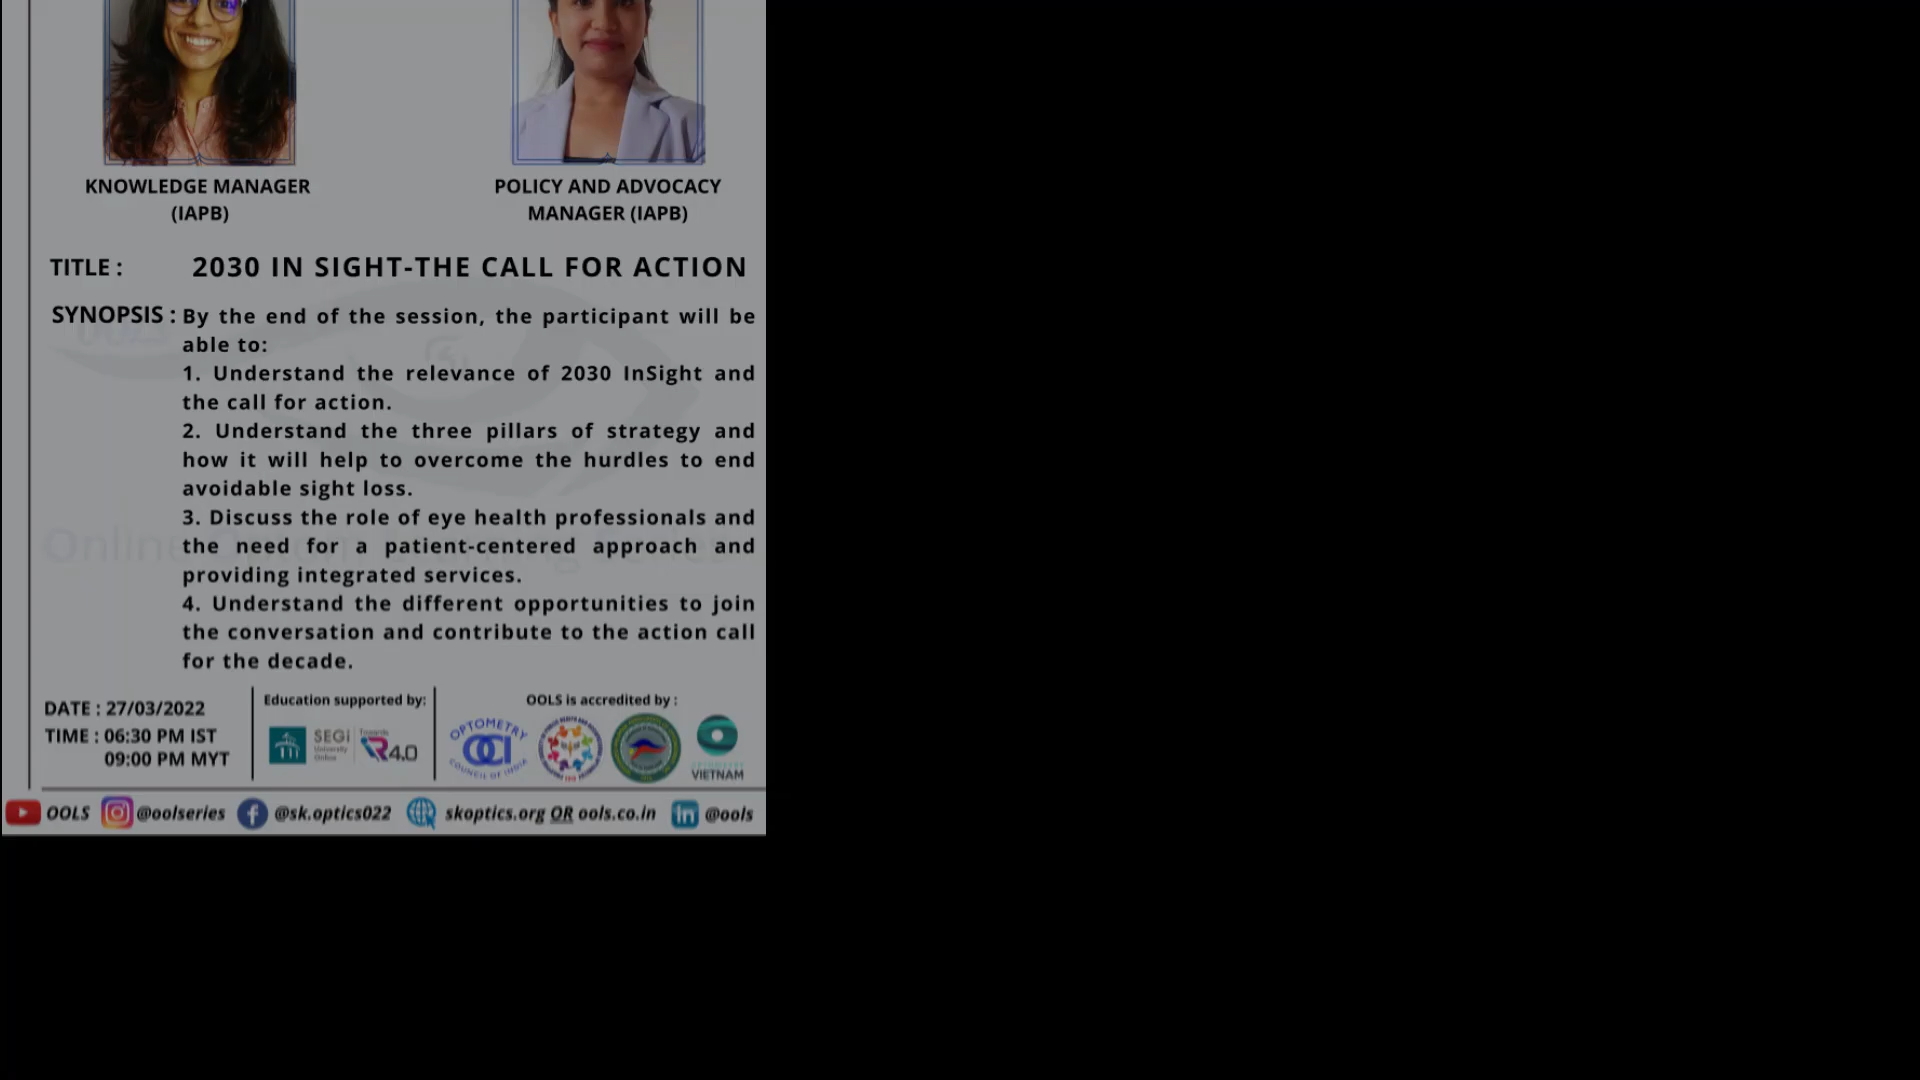 KNOWLEDGE MANAGER
(IAPB)
POLICY AND ADVOCACY
MANAGER (IAPB)
TITLE : 2030 IN SIGHT-THE CALL FOR ACTION
SYNOPSIS : By the end of the session, the participant will be
able to:
1. Understand the relevance of 2030 InSight and
the call for action.
2. Understand the three pillars of strategy and
how it will help to overcome the hurdles to end
avoidable sight loss.
3. Discuss the role of eye health professionals and
the need for a patient-centered approach and
providing integrated services.
4. Understand the different opportunities to join
the conversation and contribute to the action call
for the decade.
DATE : 27/03/2022
TIME : 06:30 PM IST
09:00 PM MYT
Education supported by:
SEGi
University
Online
Towards
R4.0
OOLS is accredited by :
OPTOMETRY
OCI
COUNCIL OF INDIA
VIETNAM
OOLS @oolseries @sk.optics022 skoptics.org OR ools.co.in @ools